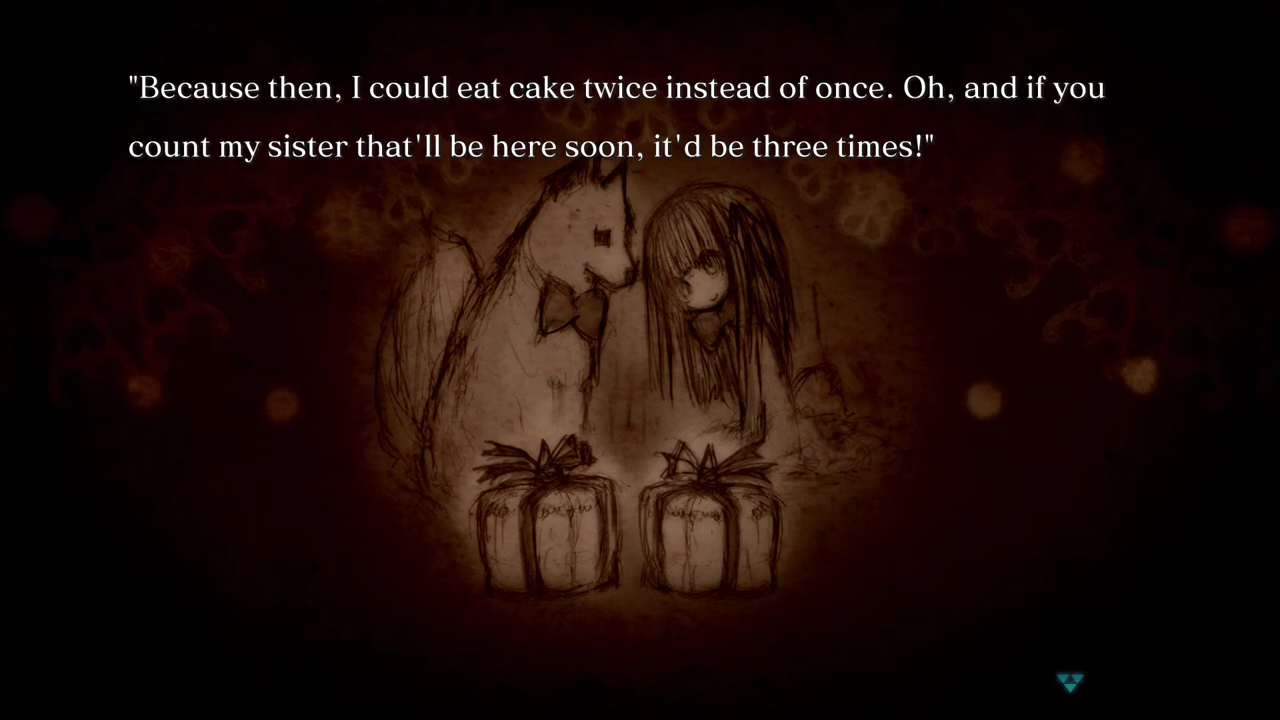 "Because then, I could eat cake twice instead of once. Oh, and if you
count my sister that'll be here soon, it'd be three times!"